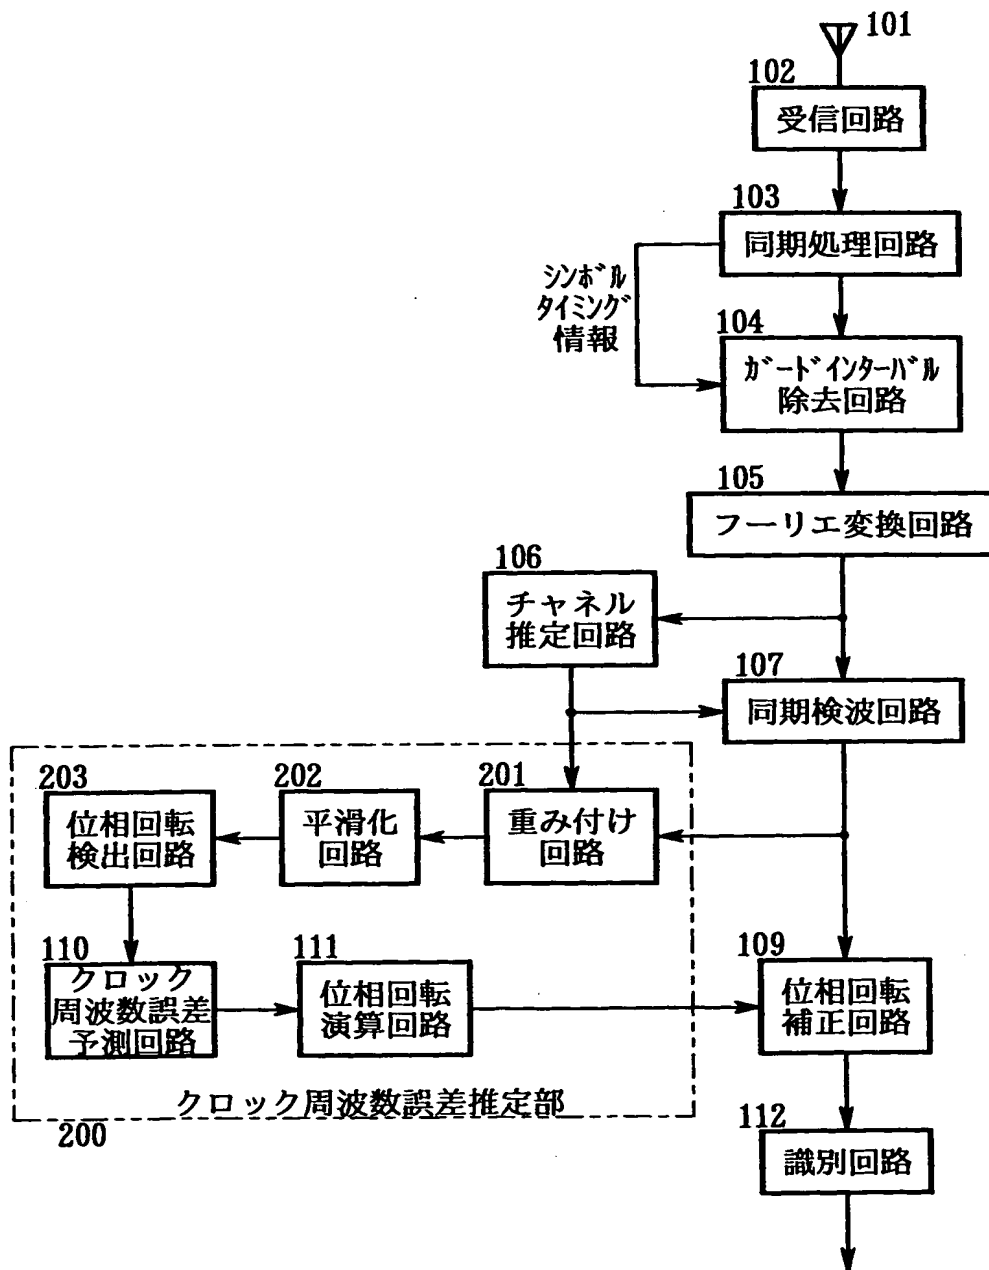 101
102
受信回路
103
同期処理回路
シンボル
タイミング
情報
104
ガードインターバル
除去回路
105
フーリエ変換回路
106
チャネル
推定回路
107
同期検波回路
203
位相回転
検出回路
202
平滑化
回路
201
重み付け
回路
110
クロック
周波数誤差
予測回路
111
位相回転
演算回路
109
位相回転
補正回路
クロック周波数誤差推定部
200
112
識別回路